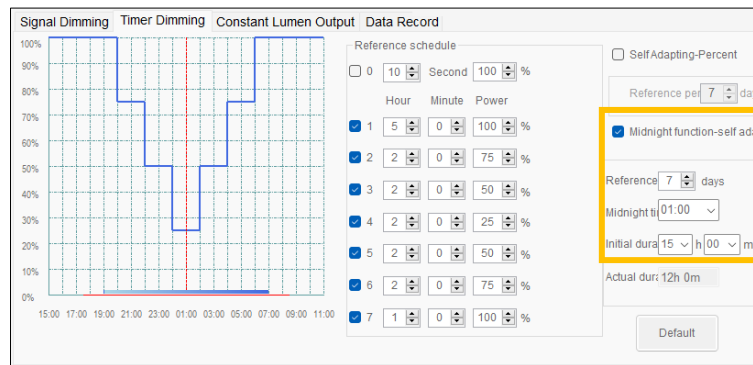 Signal Dimming Timer Dimming Constant Lumen Output Data Record
100%
90%
80%
70%
60%
50%
40%
30%
20%
10%
0%
15:00 17:00 19:00 21:00 23:00 01:00 03:00 05:00 07:00 09:00 11:00
Reference schedule
0 10 Second 100 %
Hour Minute Power
1 5 0 100 %
2 2 0 75 %
3 2 0 50 %
4 2 0 25 %
5 2 0 50 %
6 2 0 75 %
7 1 0 100 %
Self Adapting-Percent
Reference per 7 da
Midnight function-self ada
Reference 7 days
Midnight ti 01:00
Initial dura 15 h 00 m
Actual dura 12h 0m
Default